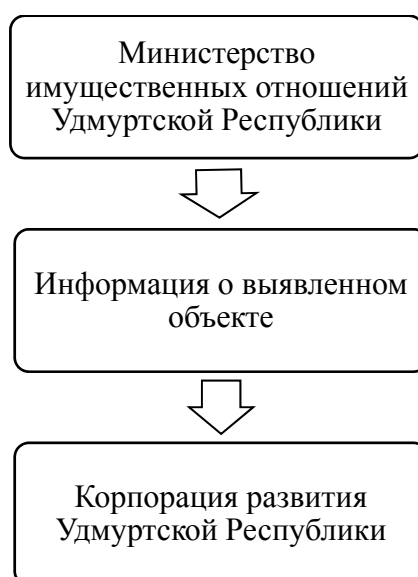 Министерство
имущественных отношений
Удмуртской Республики
Информация о выявленном
объекте
Корпорация развития
Удмуртской Республики